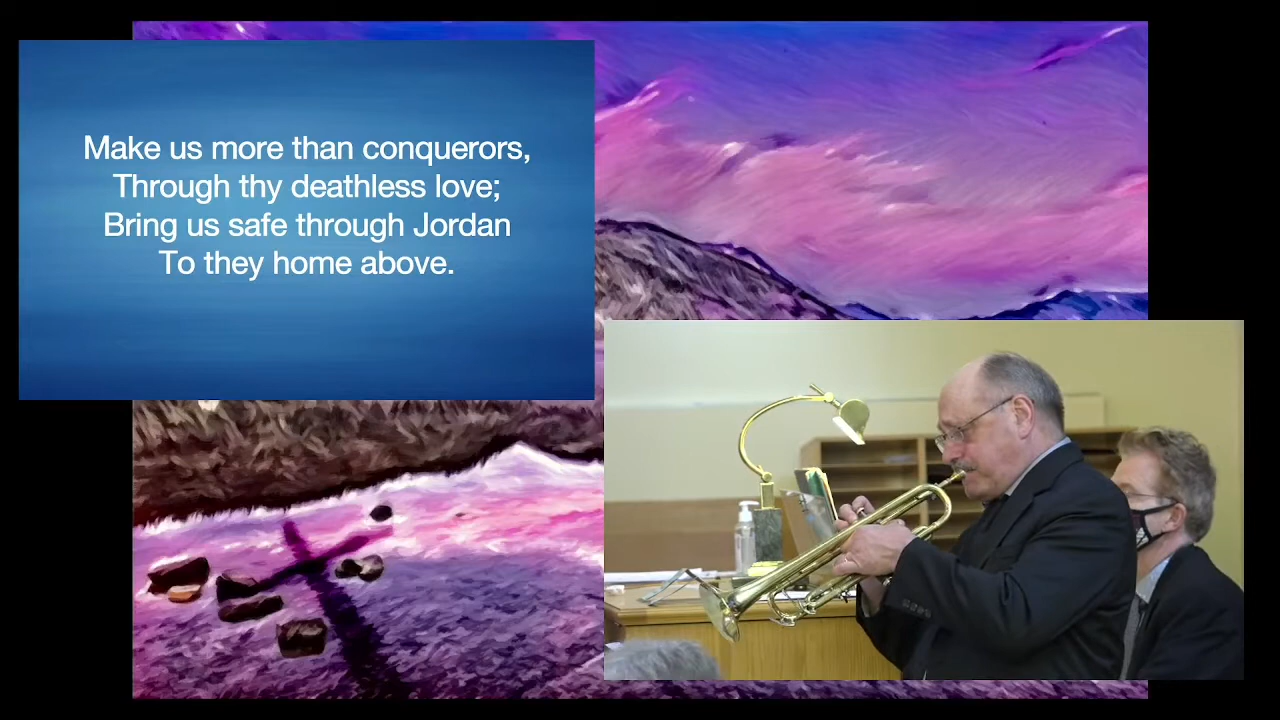 Make us more than conquerors,
Through thy deathless love;
Bring us safe through Jordan
To they home above.